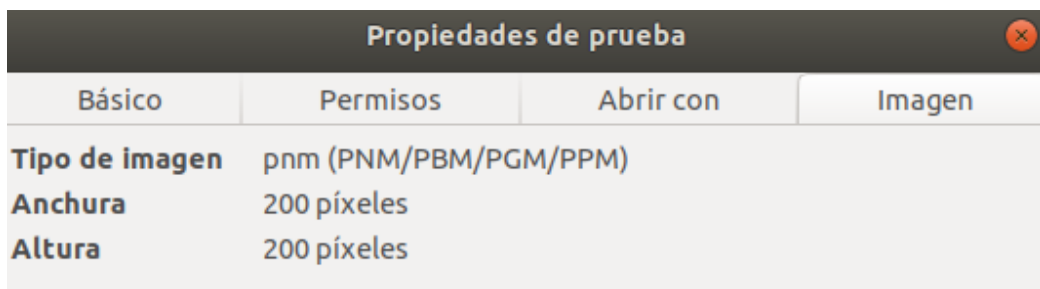 Propiedades de prueba
Básico Permisos Abrir con Imagen
Tipo de imagen pnm (PNM/PBM/PGM/PPM)
Anchura 200 píxeles
Altura 200 píxeles